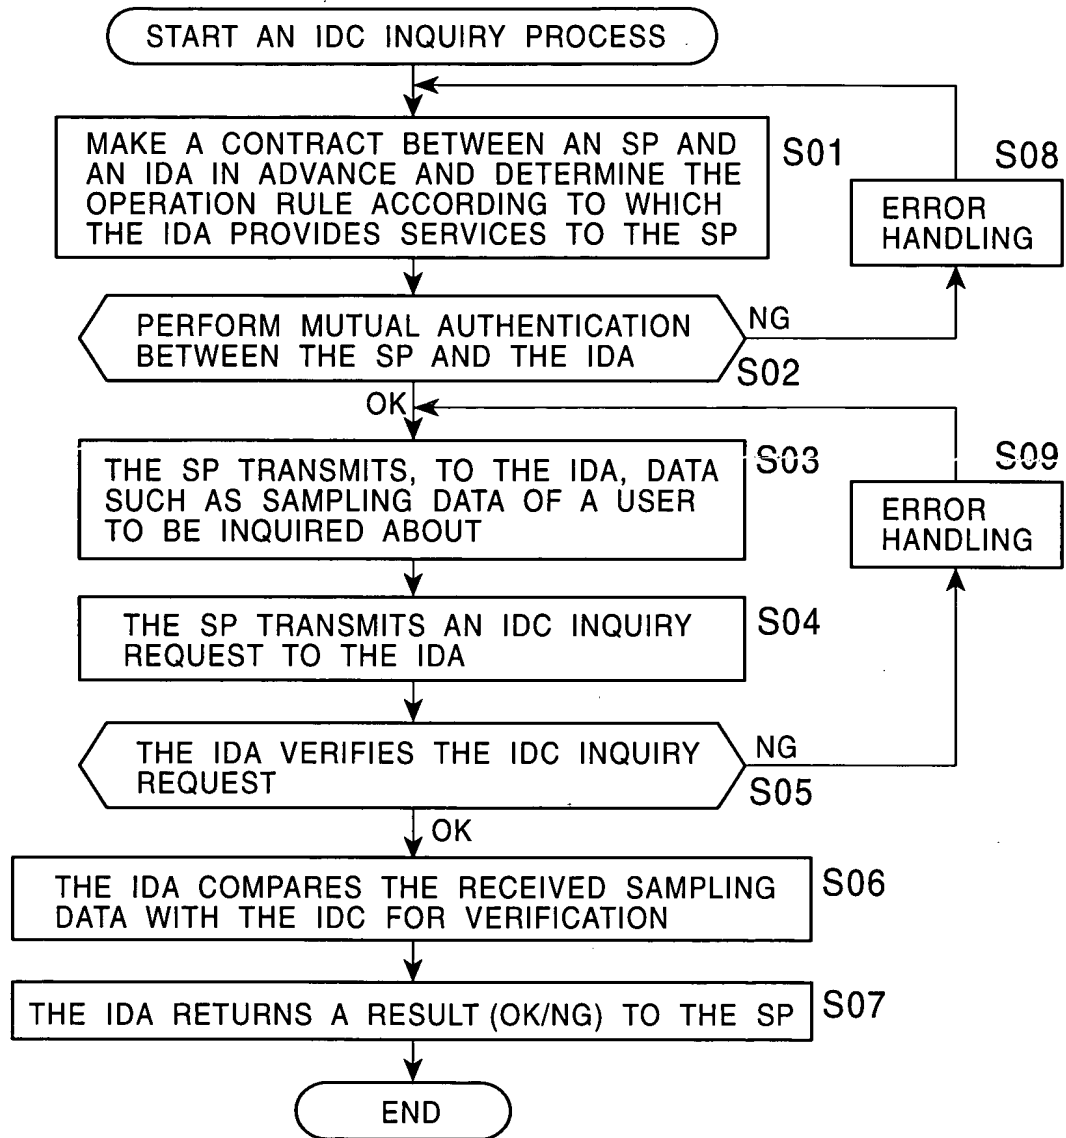 START AN IDC INQUIRY PROCESS
MAKE A CONTRACT BETWEEN AN SP AND
AN IDA IN ADVANCE AND DETERMINE THE
OPERATION RULE ACCORDING TO WHICH
THE IDA PROVIDES SERVICES TO THE SP
S01
S08
ERROR
HANDLING
PERFORM MUTUAL AUTHENTICATION
BETWEEN THE SP AND THE IDA
NG
S02
OK
THE SP TRANSMITS, TO THE IDA, DATA
SUCH AS SAMPLING DATA OF A USER
TO BE INQUIRED ABOUT
S03
S09
ERROR
HANDLING
THE SP TRANSMITS AN IDC INQUIRY
REQUEST TO THE IDA
S04
THE IDA VERIFIES THE IDC INQUIRY
REQUEST
NG
S05
OK
THE IDA COMPARES THE RECEIVED SAMPLING
DATA WITH THE IDC FOR VERIFICATION
S06
THE IDA RETURNS A RESULT (OK/NG) TO THE SP
S07
END